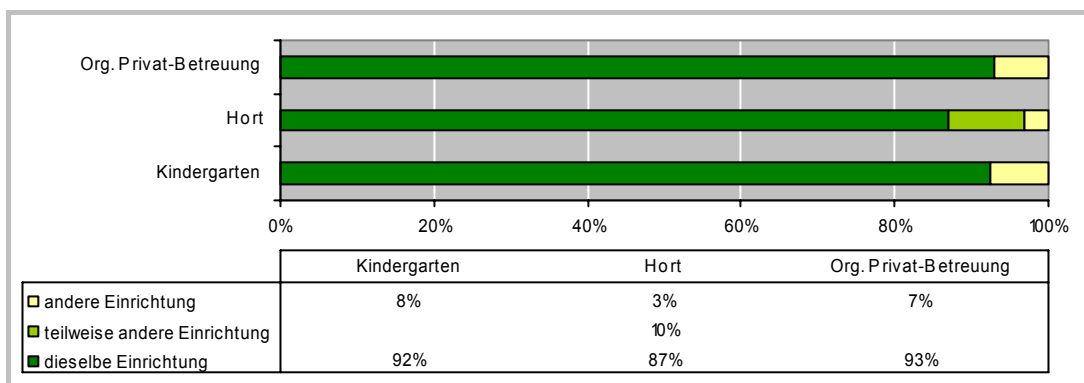 Org. Privat-Betreuung
Hort
Kindergarten
0% 20% 40% 60% 80% 100%
Kindergarten Hort Org. Privat-Betreuung
andere Einrichtung 8% 3% 7%
teilweise andere Einrichtung 10%
dieselbe Einrichtung 92% 87% 93%